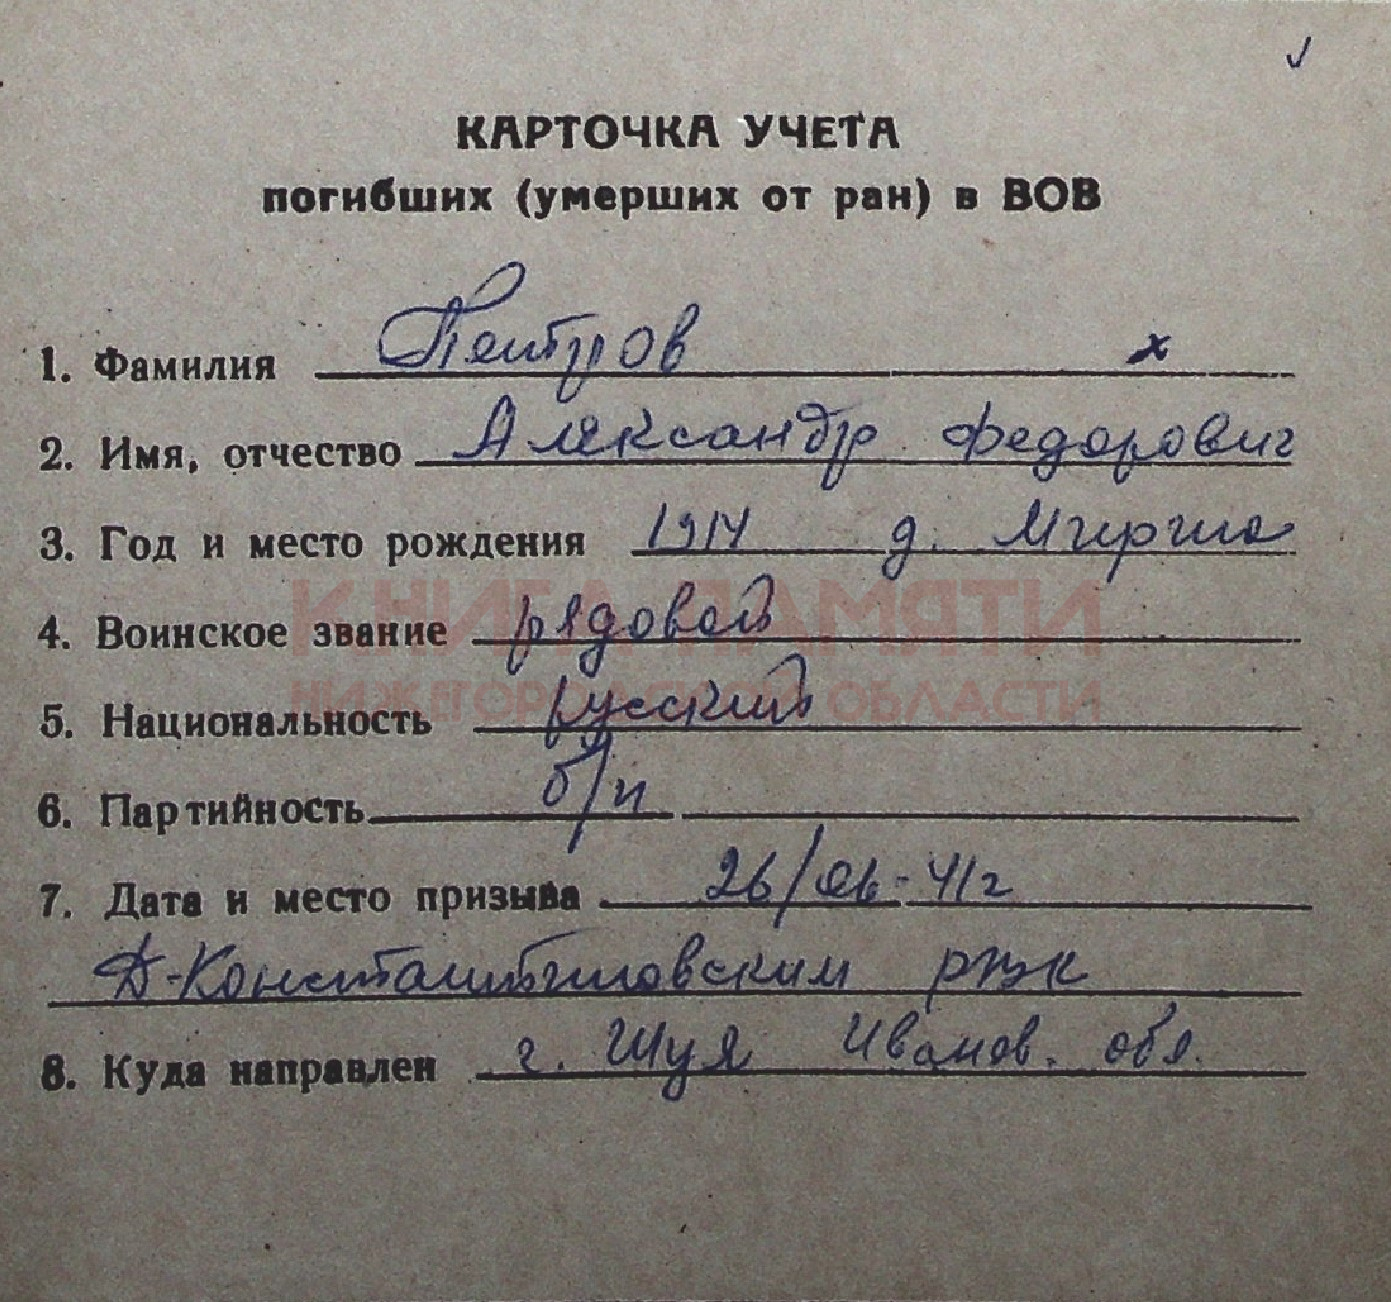 КАРТОЧКА УЧЕТА
погибших (умерших от ран) в ВОВ
1. Фамилия Петров х
2. Имя, отчество Александр Федорович
3. Год и место рождения 1914 д.
4. Воинское звание рядовой
КНИГА ПАМЯТИ
5. Национальность русский
НИЖЕГОРОДСКОЙ ОБЛАСТИ
6. Партийность б/п
7. Дата и место призыва 26/06-41г
Д-Константиновским рвк
8. Куда направлен г. Шуя Иванов. обл.